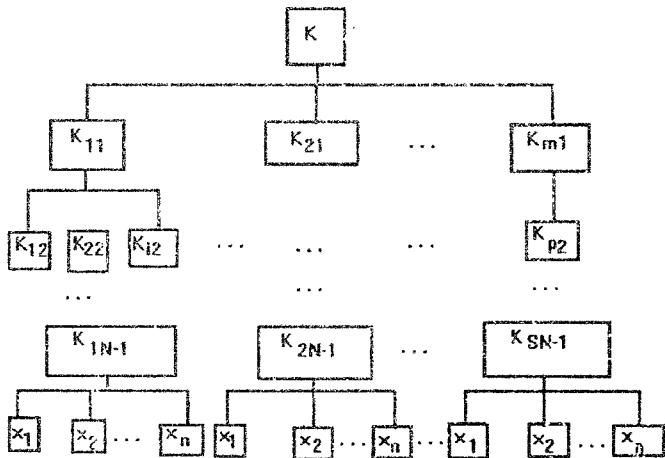 K
K11 K21 ... Km1
K12 K22 Ki2 ... ... ... Kp2
... ... ... ...
K1N-1 K2N-1 ... KSN-1
x1 x2 ... xn x1 x2 ... xn ... x1 x2 ... xn